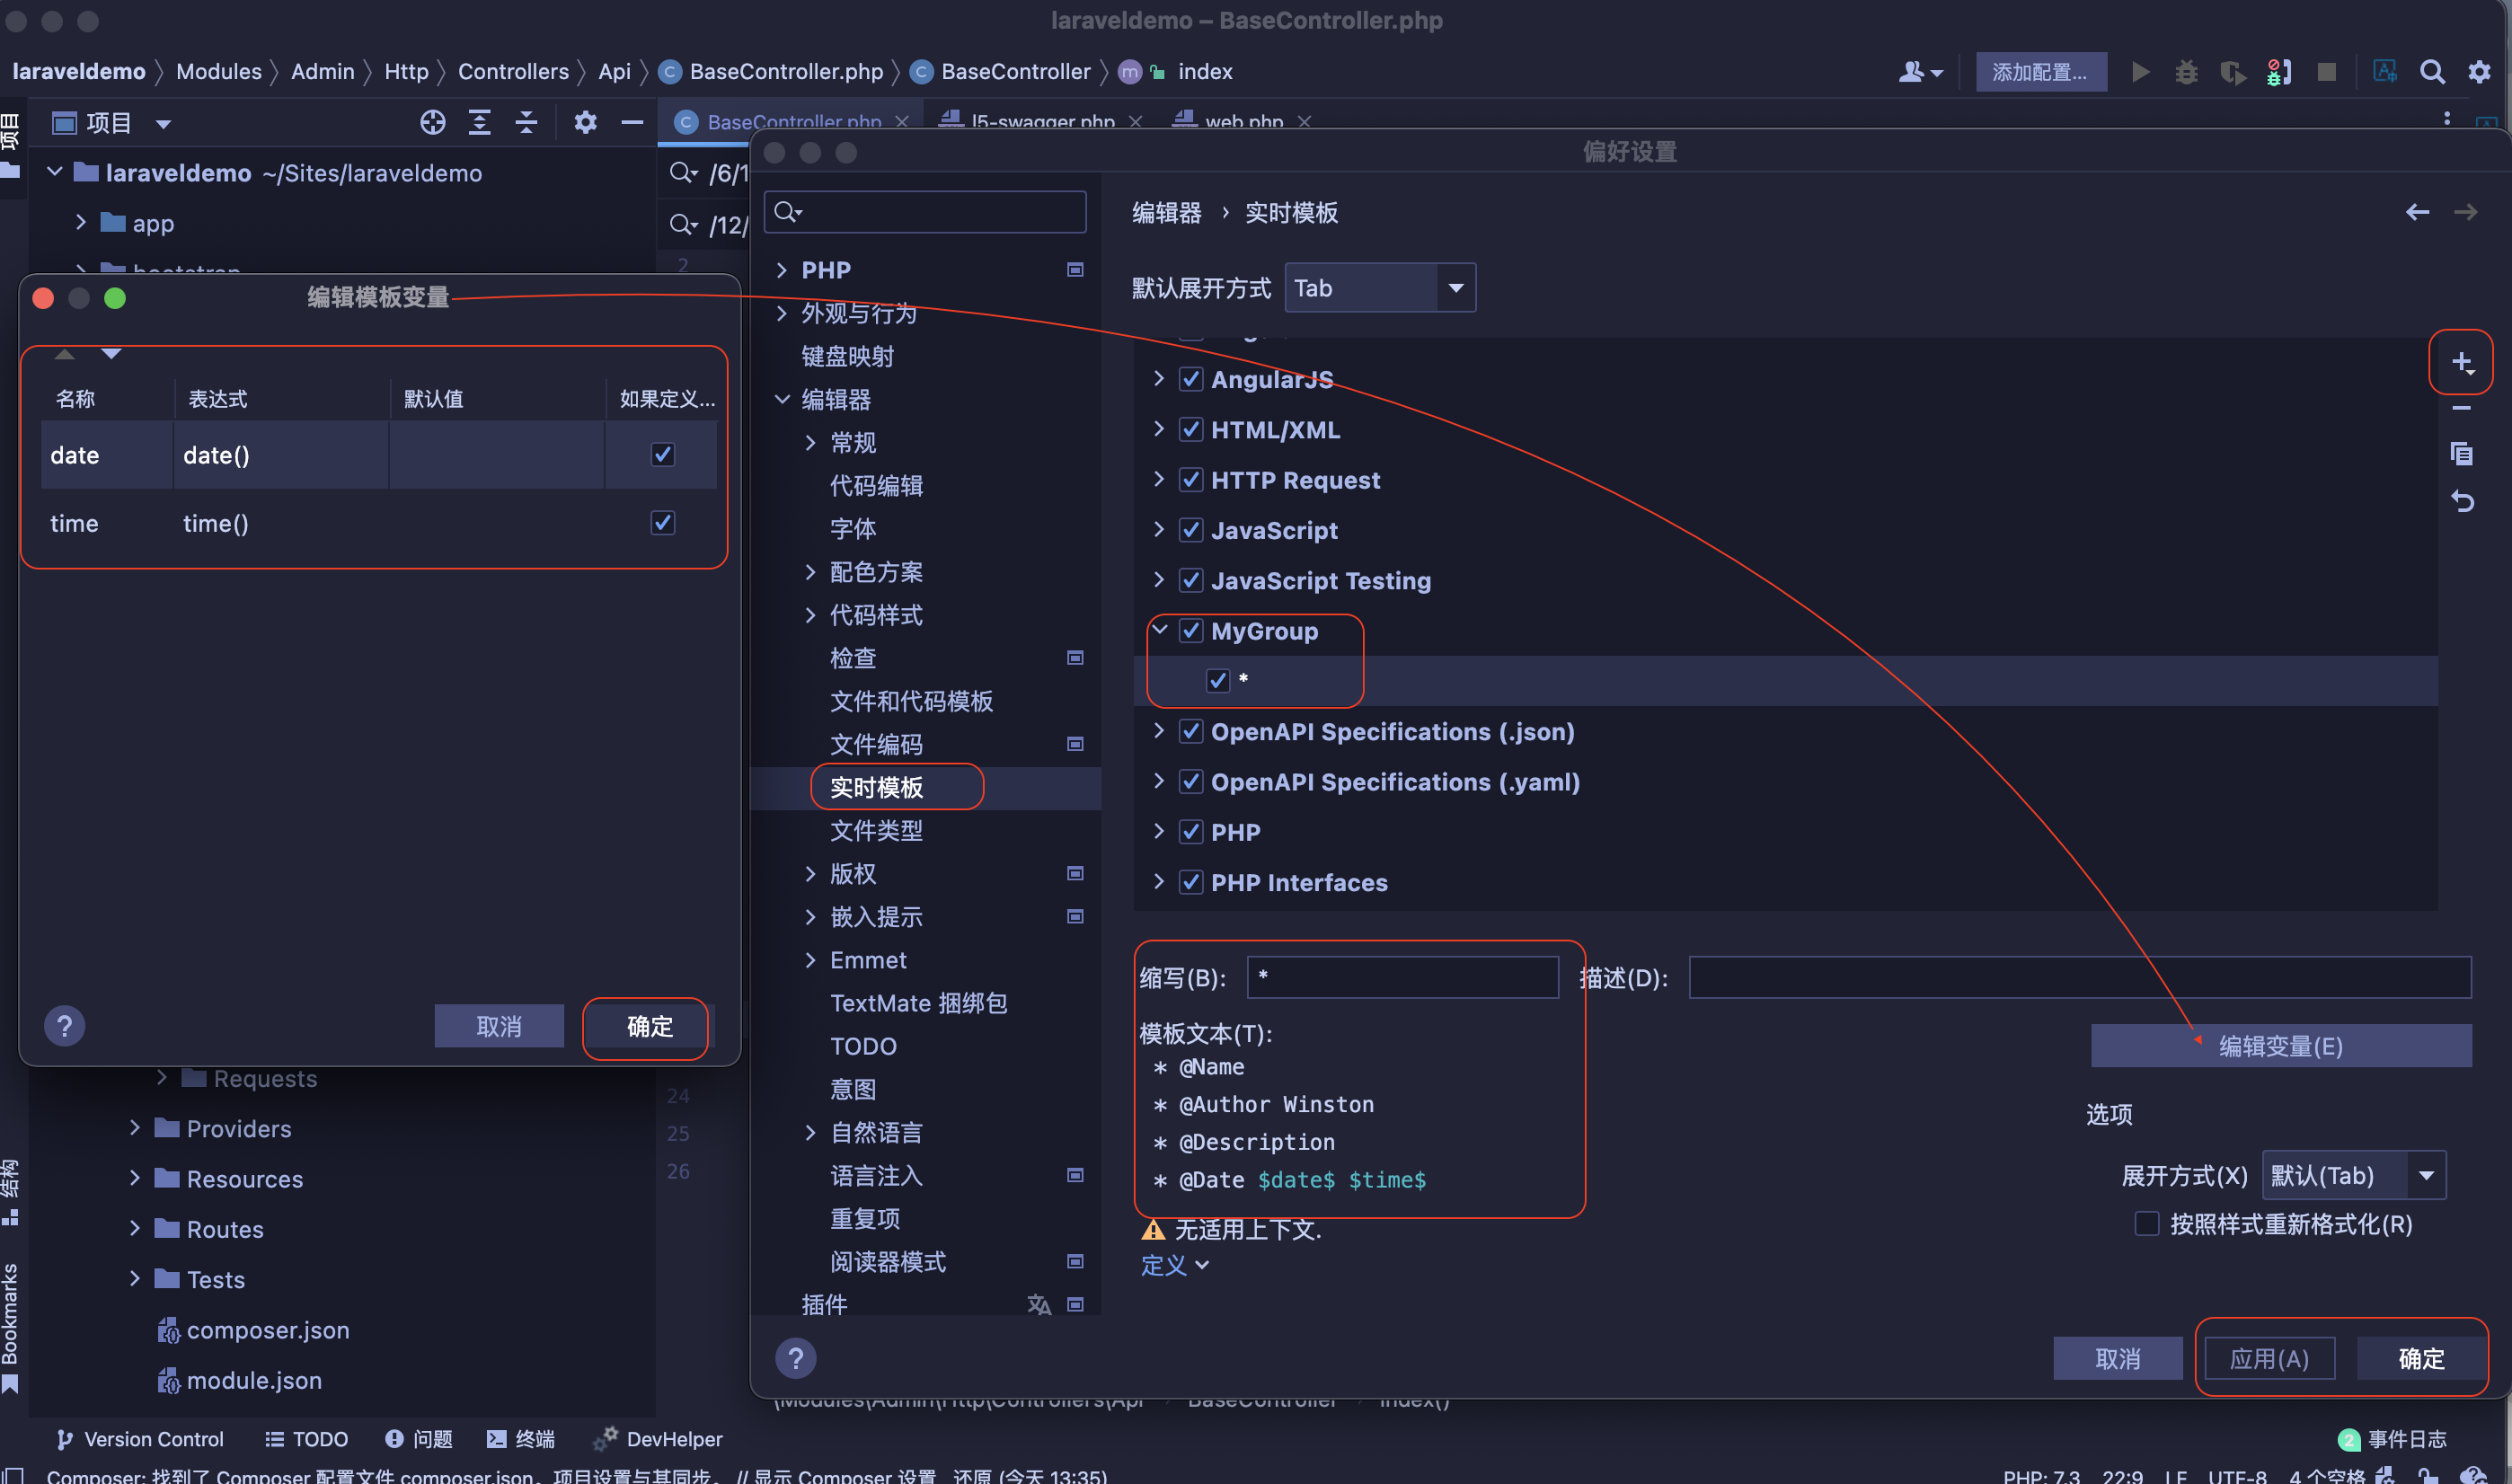 laraveldemo – BaseController.php
laraveldemo Modules Admin Http Controllers Api BaseController.php BaseController index
添加配置...
项目
项目
BaseController.php
l5-swagger.php
web.php
laraveldemo ~/Sites/laraveldemo
app
bootstrap
/6/1
/12/
2
编辑模板变量
名称 表达式 默认值 如果定义...
date date()
time time()
取消
确定
Requests
Providers
Resources
Routes
Tests
composer.json
module.json
24
25
26
结构
Bookmarks
偏好设置
PHP
外观与行为
键盘映射
编辑器
常规
代码编辑
字体
配色方案
代码样式
检查
文件和代码模板
文件编码
实时模板
文件类型
版权
嵌入提示
Emmet
TextMate 捆绑包
TODO
意图
自然语言
语言注入
重复项
阅读器模式
插件
编辑器 › 实时模板
默认展开方式 Tab
AngularJS
HTML/XML
HTTP Request
JavaScript
JavaScript Testing
MyGroup
*
OpenAPI Specifications (.json)
OpenAPI Specifications (.yaml)
PHP
PHP Interfaces
缩写(B): *
描述(D):
模板文本(T):
* @Name
* @Author Winston
* @Description
* @Date $date$ $time$
无适用上下文.
定义
编辑变量(E)
选项
展开方式(X) 默认(Tab)
按照样式重新格式化(R)
取消
应用(A)
确定
\Modules\Admin\Http\Controllers\Api BaseController index()
Version Control TODO 问题 终端 DevHelper
2 事件日志
Composer: 找到了 Composer 配置文件 composer.json。项目设置与其同步。 // 显示 Composer 设置 还原 (今天 13:35)
PHP: 7.3 22:9 LF UTF-8 4 个空格